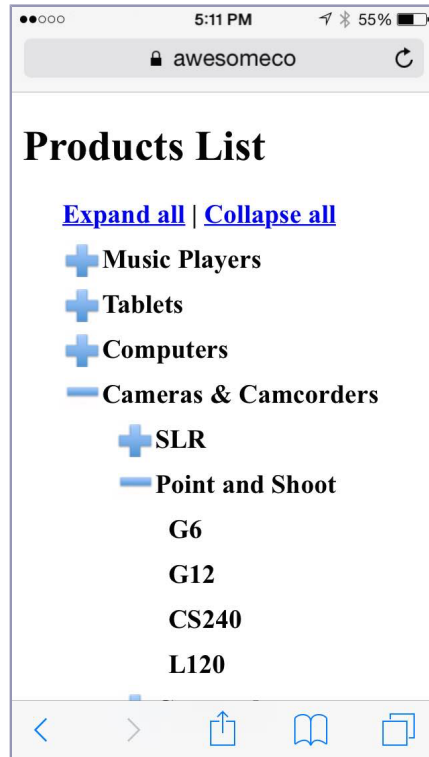 5:11 PM 55%
awesomeco
Products List
Expand all | Collapse all
Music Players
Tablets
Computers
Cameras & Camcorders
SLR
Point and Shoot
G6
G12
CS240
L120